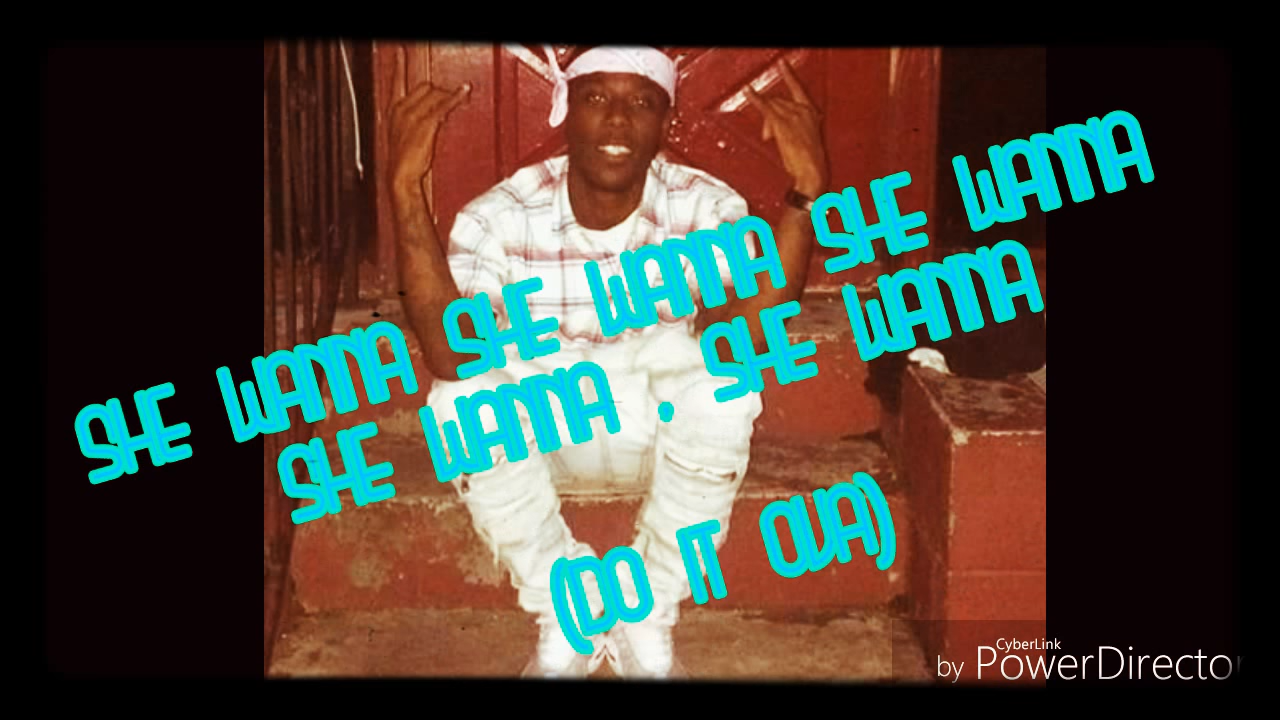 SHE WANNA SHE WANNA SHE WANNA
SHE WANNA . SHE WANNA
(DO IT OVA)
CyberLink
by PowerDirector